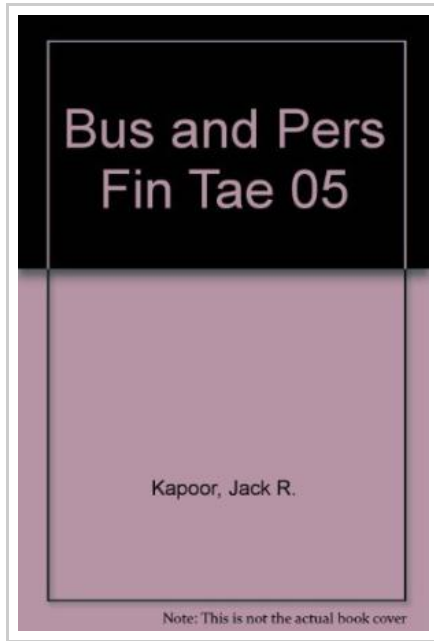 Bus and Pers
Fin Tae 05
Kapoor, Jack R.
Note: This is not the actual book cover